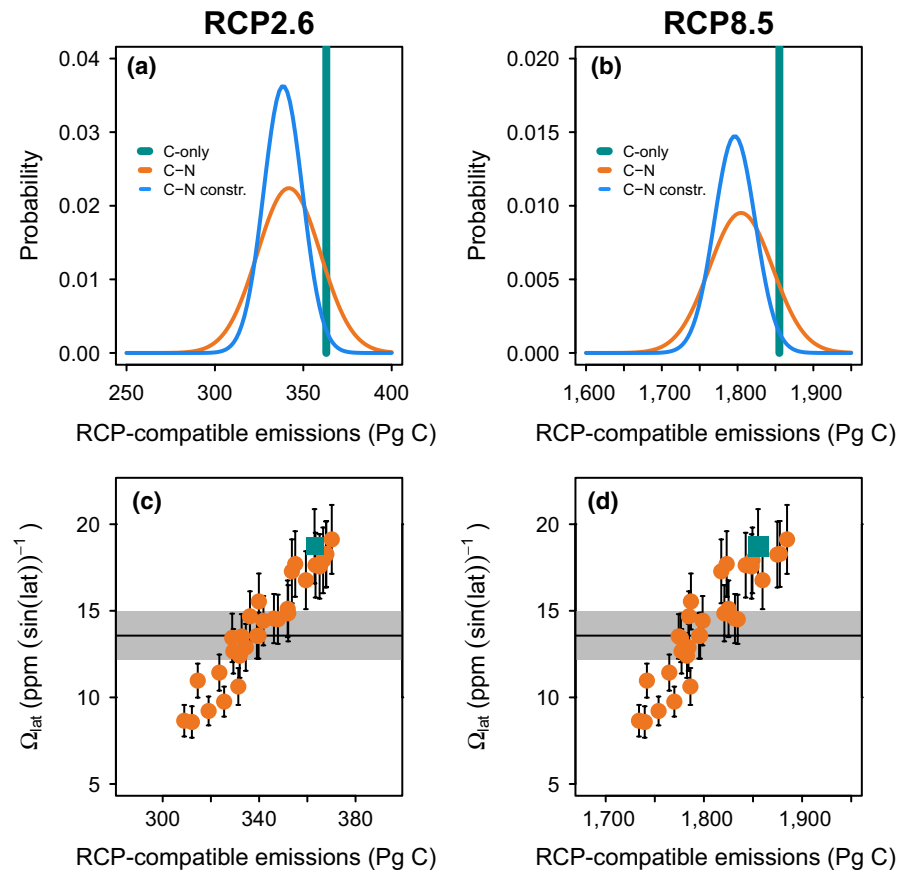 RCP2.6
RCP8.5
(a)
0.04
0.03
0.02
0.01
0.00
Probability
C-only
C−N
C−N constr.
250
300
350
400
RCP-compatible emissions (Pg C)
(b)
0.020
0.015
0.010
0.005
0.000
Probability
C-only
C−N
C−N constr.
1,600
1,700
1,800
1,900
RCP-compatible emissions (Pg C)
(c)
20
15
10
5
Ωlat (ppm (sin(lat))−1 )
300
340
380
RCP-compatible emissions (Pg C)
(d)
20
15
10
5
Ωlat (ppm (sin(lat))−1 )
1,700
1,800
1,900
RCP-compatible emissions (Pg C)